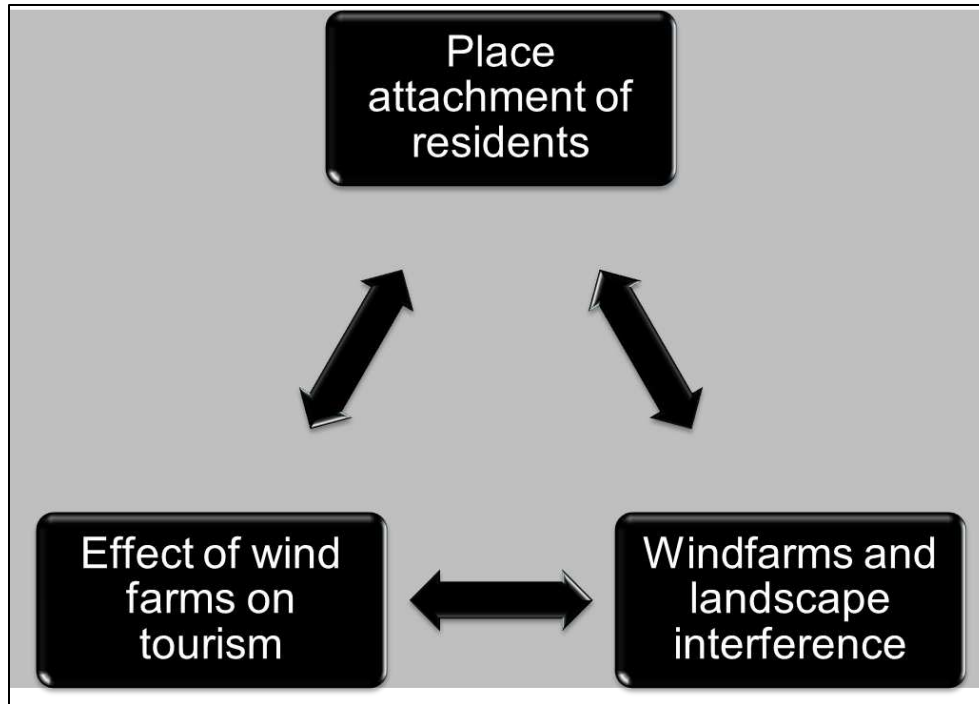 Place
attachment of
residents
Effect of wind
farms on
tourism
Windfarms and
landscape
interference